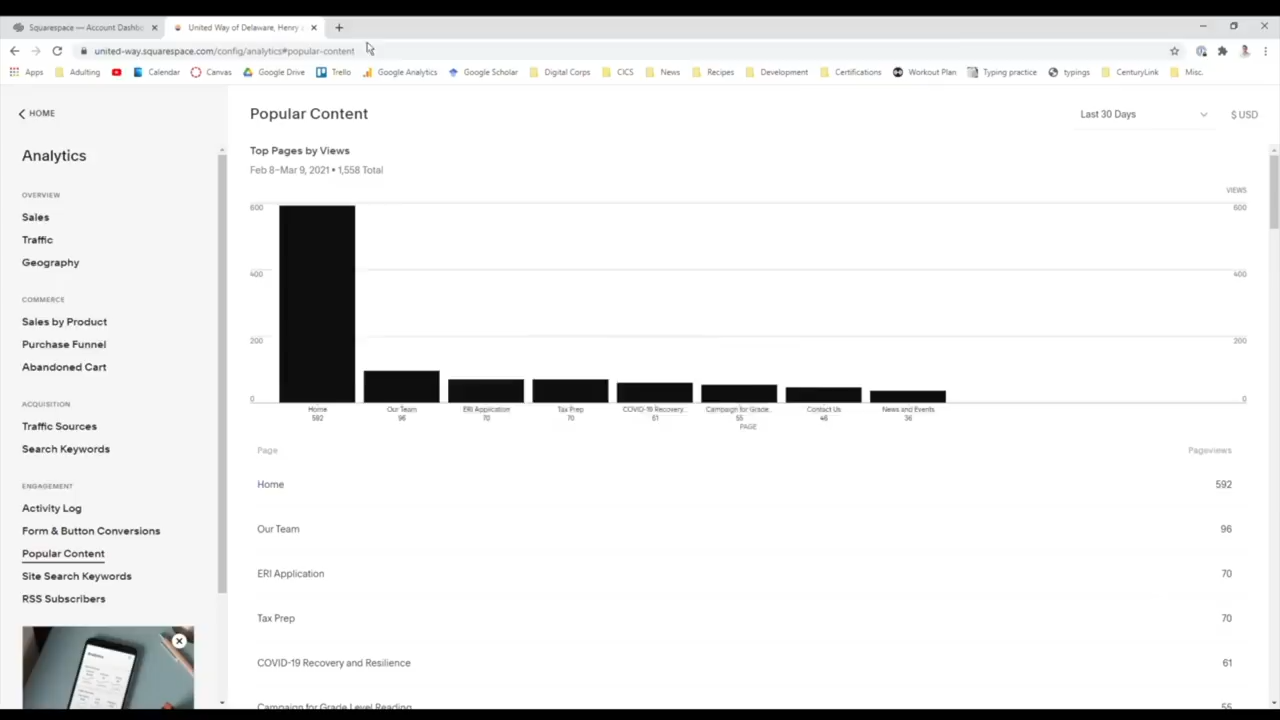 Squarespace — Account Dashbo
United Way of Delaware, Henry
united-way.squarespace.com/config/analytics#popular-content
Apps
Adulting
Calendar
Canvas
Google Drive
Trello
Google Analytics
Google Scholar
Digital Corps
CICS
News
Recipes
Development
Certifications
Workout Plan
Typing practice
typings
CenturyLink
Misc.
HOME
Analytics
OVERVIEW
Sales
Traffic
Geography
COMMERCE
Sales by Product
Purchase Funnel
Abandoned Cart
ACQUISITION
Traffic Sources
Search Keywords
ENGAGEMENT
Activity Log
Form & Button Conversions
Popular Content
Site Search Keywords
RSS Subscribers
Popular Content
Last 30 Days
$ USD
Top Pages by Views
Feb 8–Mar 9, 2021 • 1,558 Total
VIEWS
600
600
400
400
200
200
0
0
Home
592
Our Team
96
ERI Application
70
Tax Prep
70
COVID-19 Recovery...
61
Campaign for Grade...
55
Contact Us
46
News and Events
36
PAGE
Page
Pageviews
Home
592
Our Team
96
ERI Application
70
Tax Prep
70
COVID-19 Recovery and Resilience
61
Campaign for Grade Level Reading
55